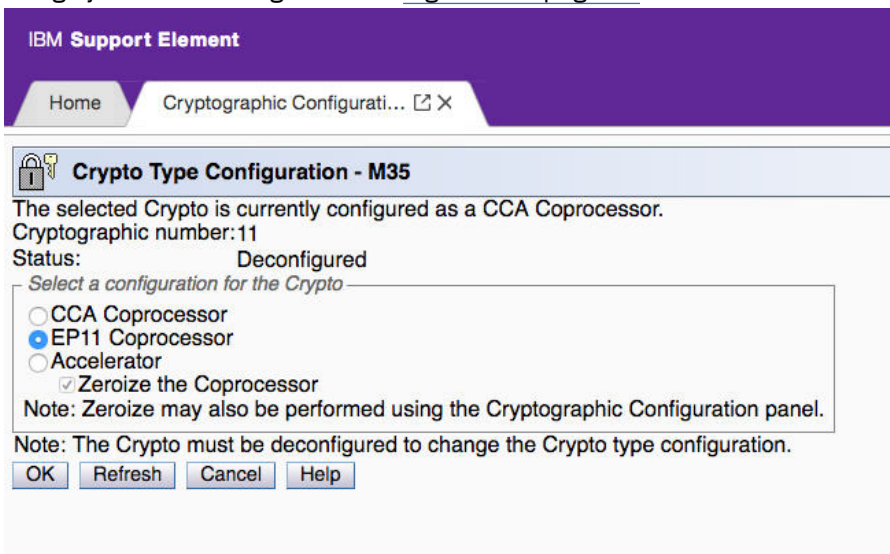 IBM Support Element
Home
Cryptographic Configurati...
Crypto Type Configuration - M35
The selected Crypto is currently configured as a CCA Coprocessor.
Cryptographic number:11
Status: Deconfigured
Select a configuration for the Crypto
CCA Coprocessor
EP11 Coprocessor
Accelerator
Zeroize the Coprocessor
Note: Zeroize may also be performed using the Cryptographic Configuration panel.
Note: The Crypto must be deconfigured to change the Crypto type configuration.
OK Refresh Cancel Help